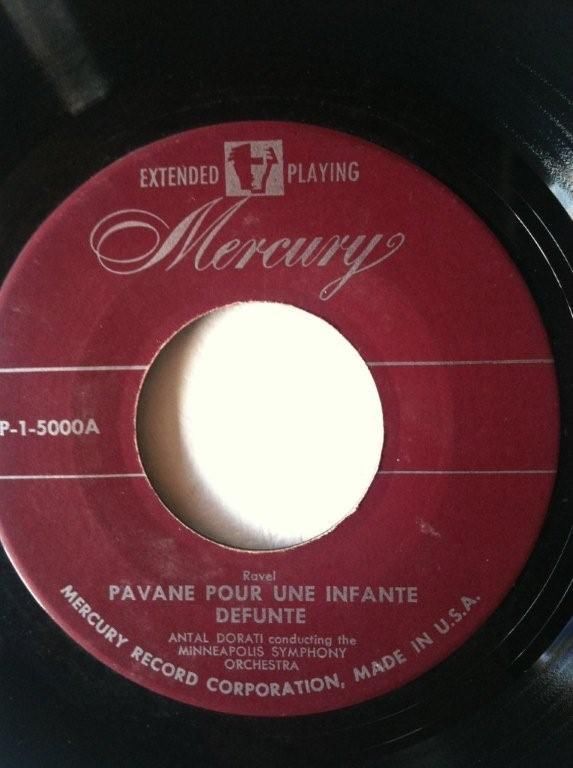 EXTENDED PLAYING
Mercury
P-1-5000A
Ravel
PAVANE POUR UNE INFANTE
DEFUNTE
ANTAL DORATI conducting the
MINNEAPOLIS SYMPHONY
ORCHESTRA
MERCURY RECORD CORPORATION, MADE IN U.S.A.